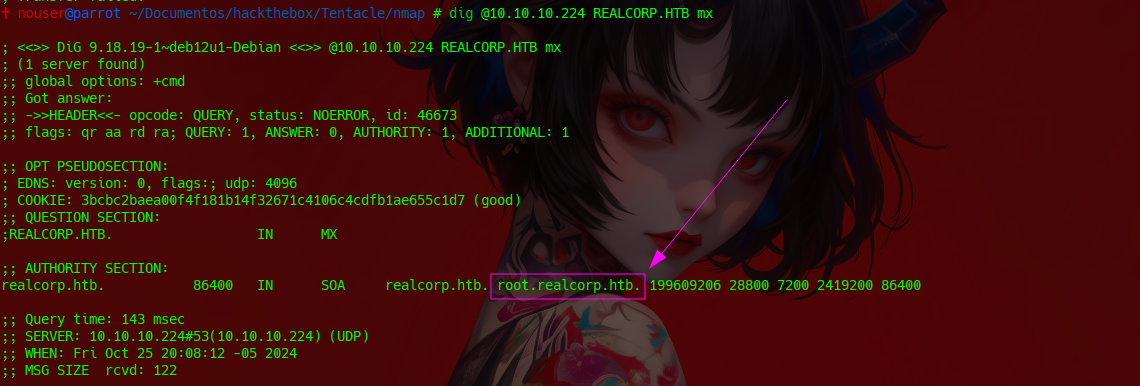 † nouser@parrot ~/Documentos/hackthebox/Tentacle/nmap # dig @10.10.10.224 REALCORP.HTB mx
; <<>> DiG 9.18.19-1~deb12u1-Debian <<>> @10.10.10.224 REALCORP.HTB mx
; (1 server found)
;; global options: +cmd
;; Got answer:
;; ->>HEADER<<- opcode: QUERY, status: NOERROR, id: 46673
;; flags: qr aa rd ra; QUERY: 1, ANSWER: 0, AUTHORITY: 1, ADDITIONAL: 1
;; OPT PSEUDOSECTION:
; EDNS: version: 0, flags:; udp: 4096
; COOKIE: 3bcbc2baea00f4f181b14f32671c4106c4cdfb1ae655c1d7 (good)
;; QUESTION SECTION:
;REALCORP.HTB. IN MX
;; AUTHORITY SECTION:
realcorp.htb. 86400 IN SOA realcorp.htb. root.realcorp.htb. 199609206 28800 7200 2419200 86400
;; Query time: 143 msec
;; SERVER: 10.10.10.224#53(10.10.10.224) (UDP)
;; WHEN: Fri Oct 25 20:08:12 -05 2024
;; MSG SIZE rcvd: 122